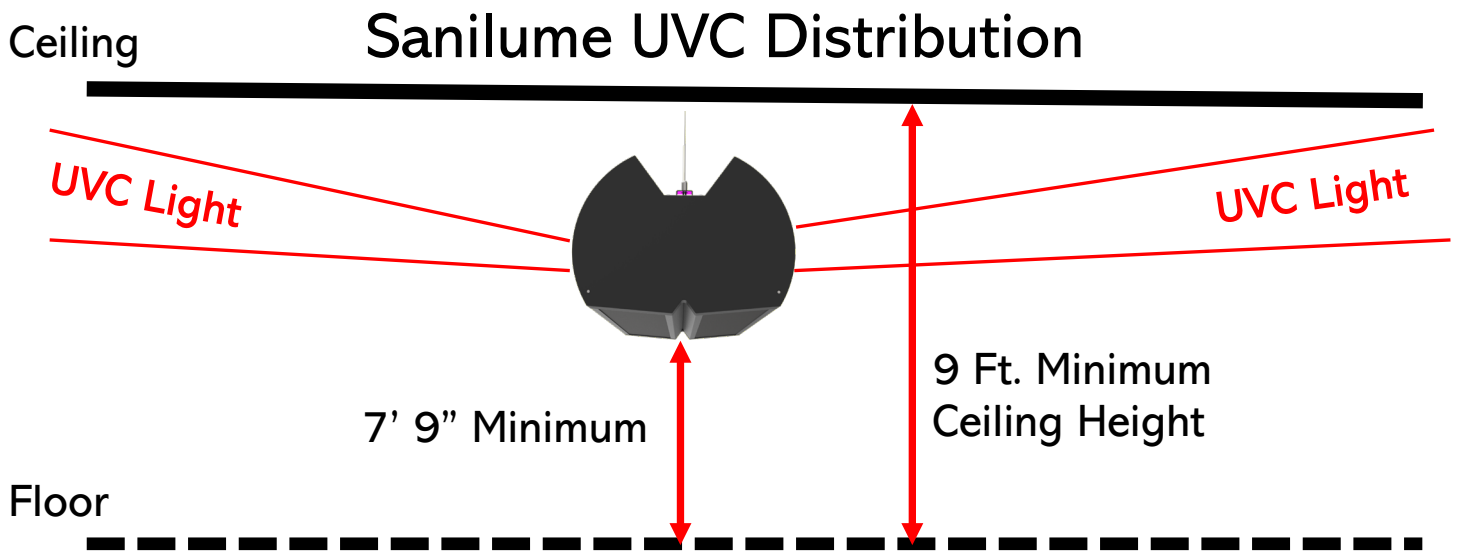 Sanilume UVC Distribution
Ceiling
UVC Light
UVC Light
9 Ft. Minimum
Ceiling Height
7’ 9” Minimum
Floor